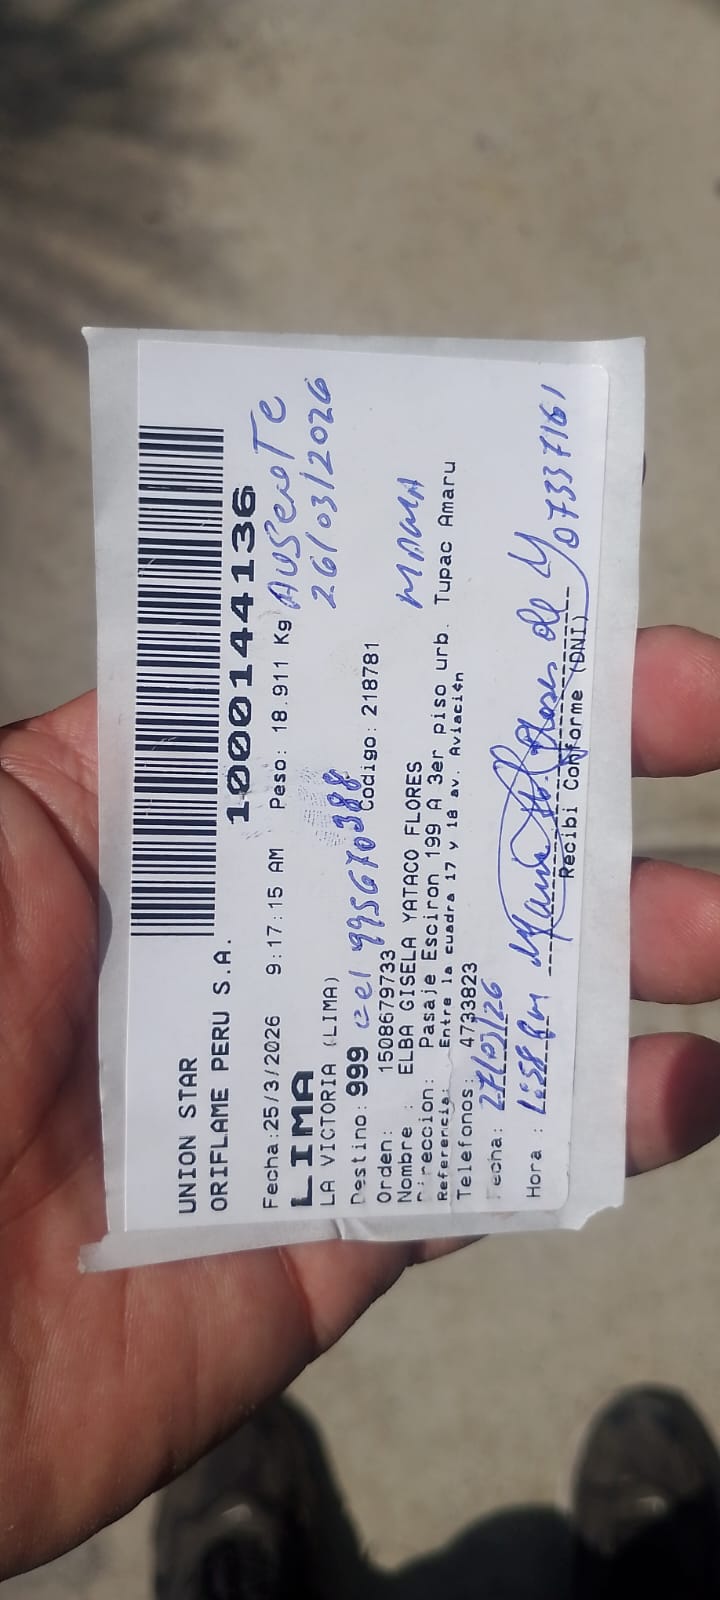 UNION STAR
ORIFLAME PERU S.A.
1000144136
Fecha:25/3/2026 9:17:15 AM Peso: 18.911 Kg
AUSENTE
26/03/2026
LIMA
LA VICTORIA (LIMA)
Destino: 999 cel 995670388
Orden: 1508679733 Codigo: 218781
Nombre : ELBA GISELA YATACO FLORES
MAMA
Direccion: Pasaje Esciron 199 A 3er piso urb. Tupac Amaru
Referencia: Entre la cuadra 17 y 18 av. Aviación
Telefonos: 4733823
Fecha: 27/03/26
Hora : Flores de Y
07337161
Recibi Conforme (DNI)